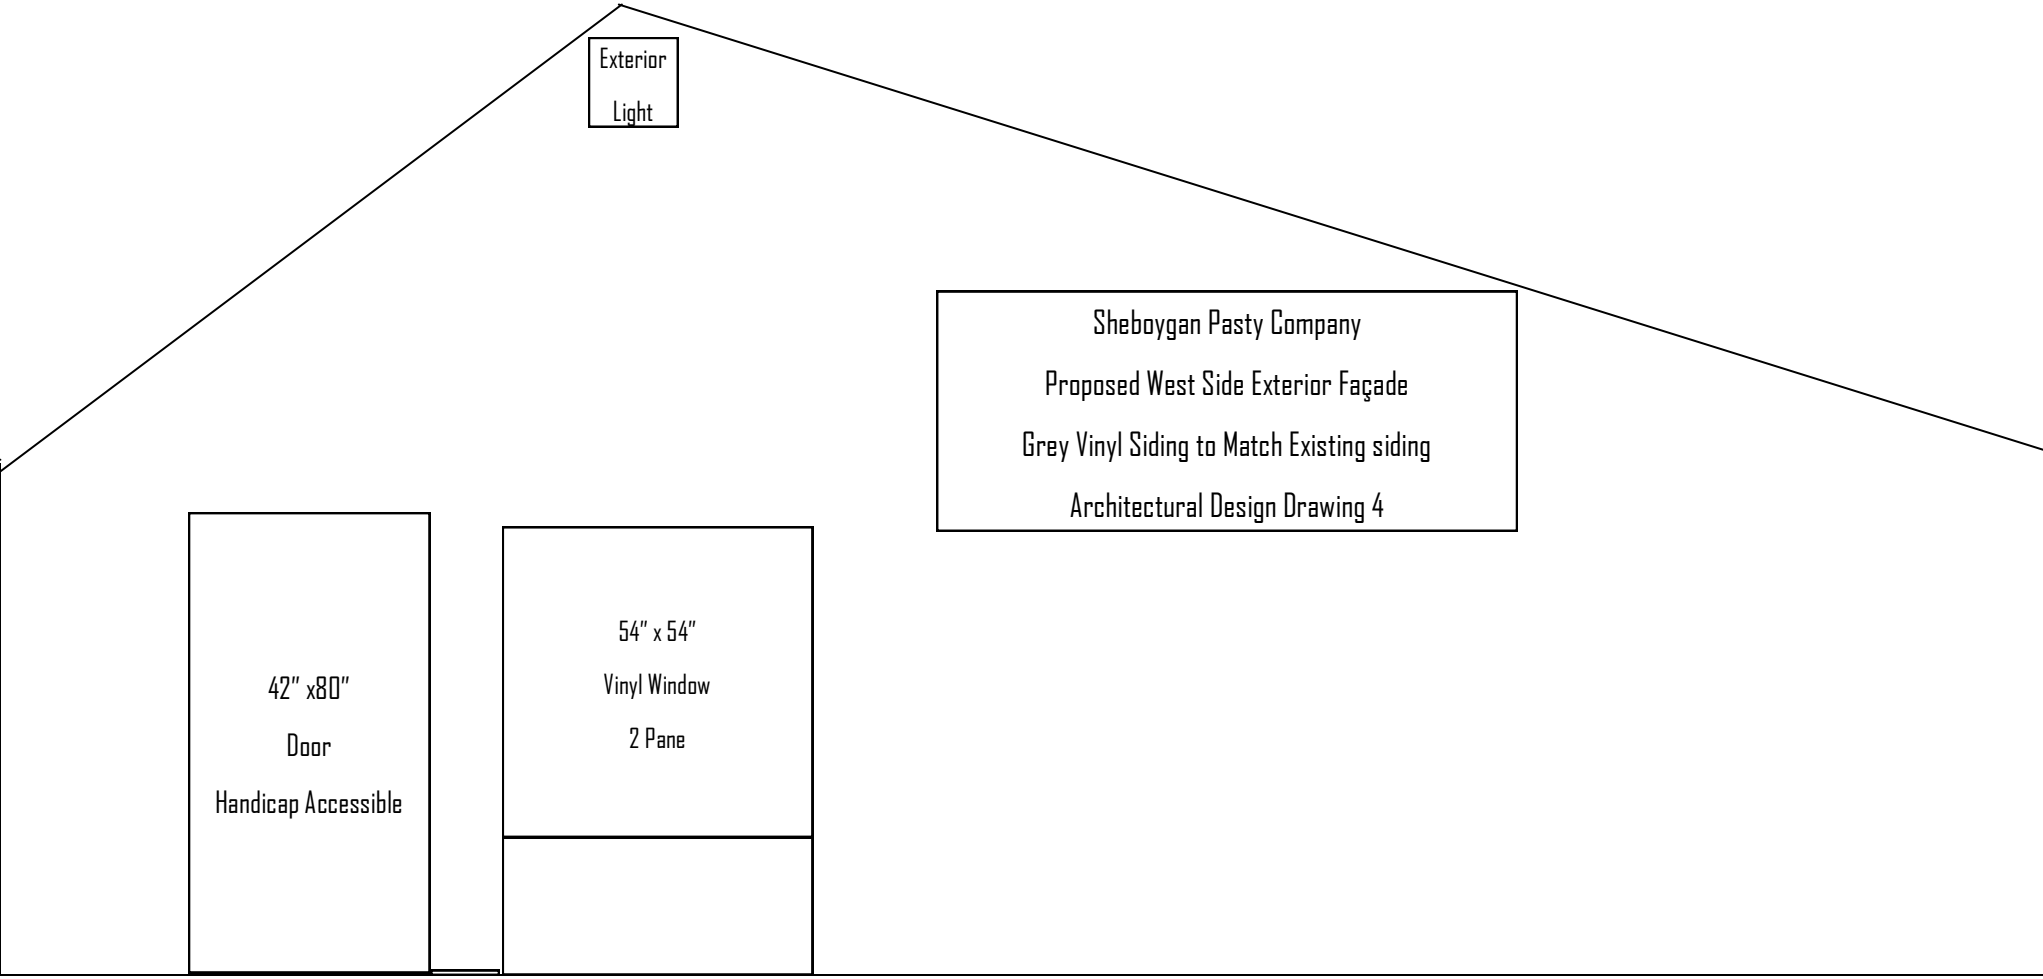 Exterior
Light
Sheboygan Pasty Company
Proposed West Side Exterior Façade
Grey Vinyl Siding to Match Existing siding
Architectural Design Drawing 4
54” x 54”
Vinyl Window
2 Pane
42” x80”
Door
Handicap Accessible